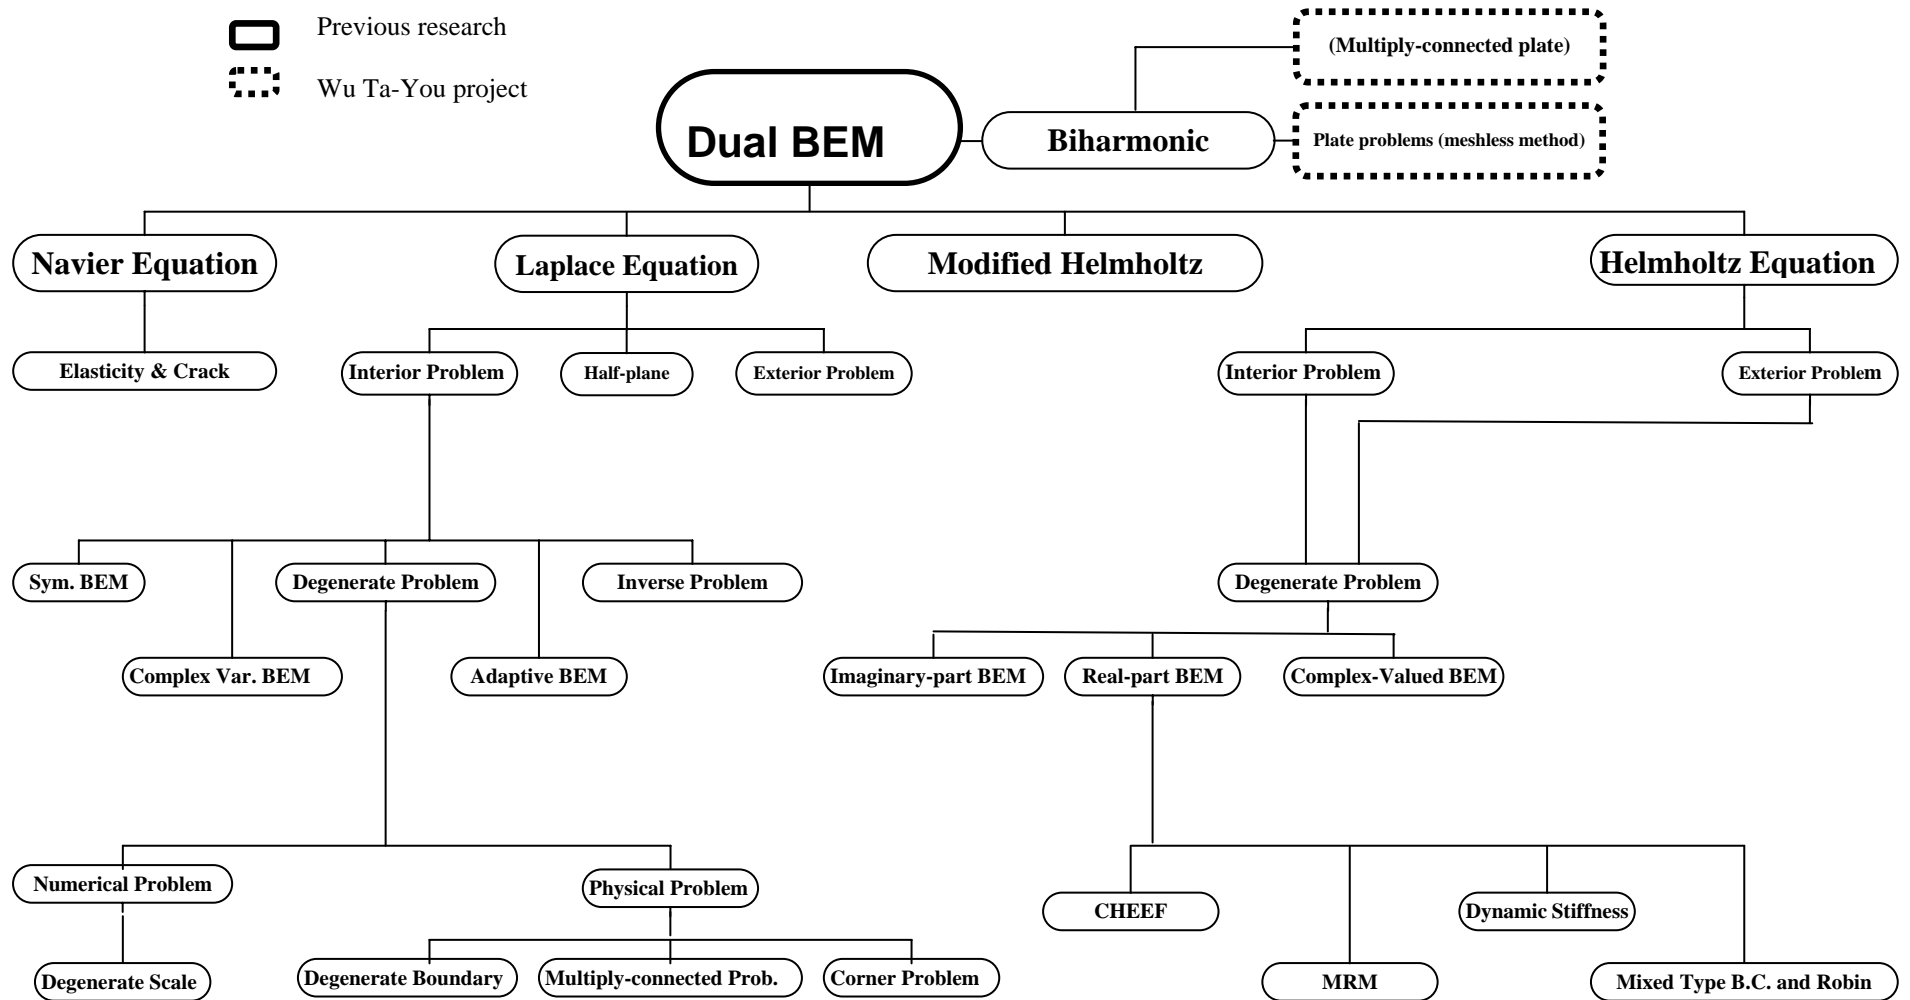 Previous research
Wu Ta-You project
(Multiply-connected plate)
Dual BEM
Biharmonic
Plate problems (meshless method)
Navier Equation
Laplace Equation
Modified Helmholtz
Helmholtz Equation
Elasticity & Crack
Interior Problem
Half-plane
Exterior Problem
Interior Problem
Exterior Problem
Sym. BEM
Degenerate Problem
Inverse Problem
Degenerate Problem
Complex Var. BEM
Adaptive BEM
Imaginary-part BEM
Real-part BEM
Complex-Valued BEM
Numerical Problem
Physical Problem
CHEEF
Dynamic Stiffness
Degenerate Scale
Degenerate Boundary
Multiply-connected Prob.
Corner Problem
MRM
Mixed Type B.C. and Robin